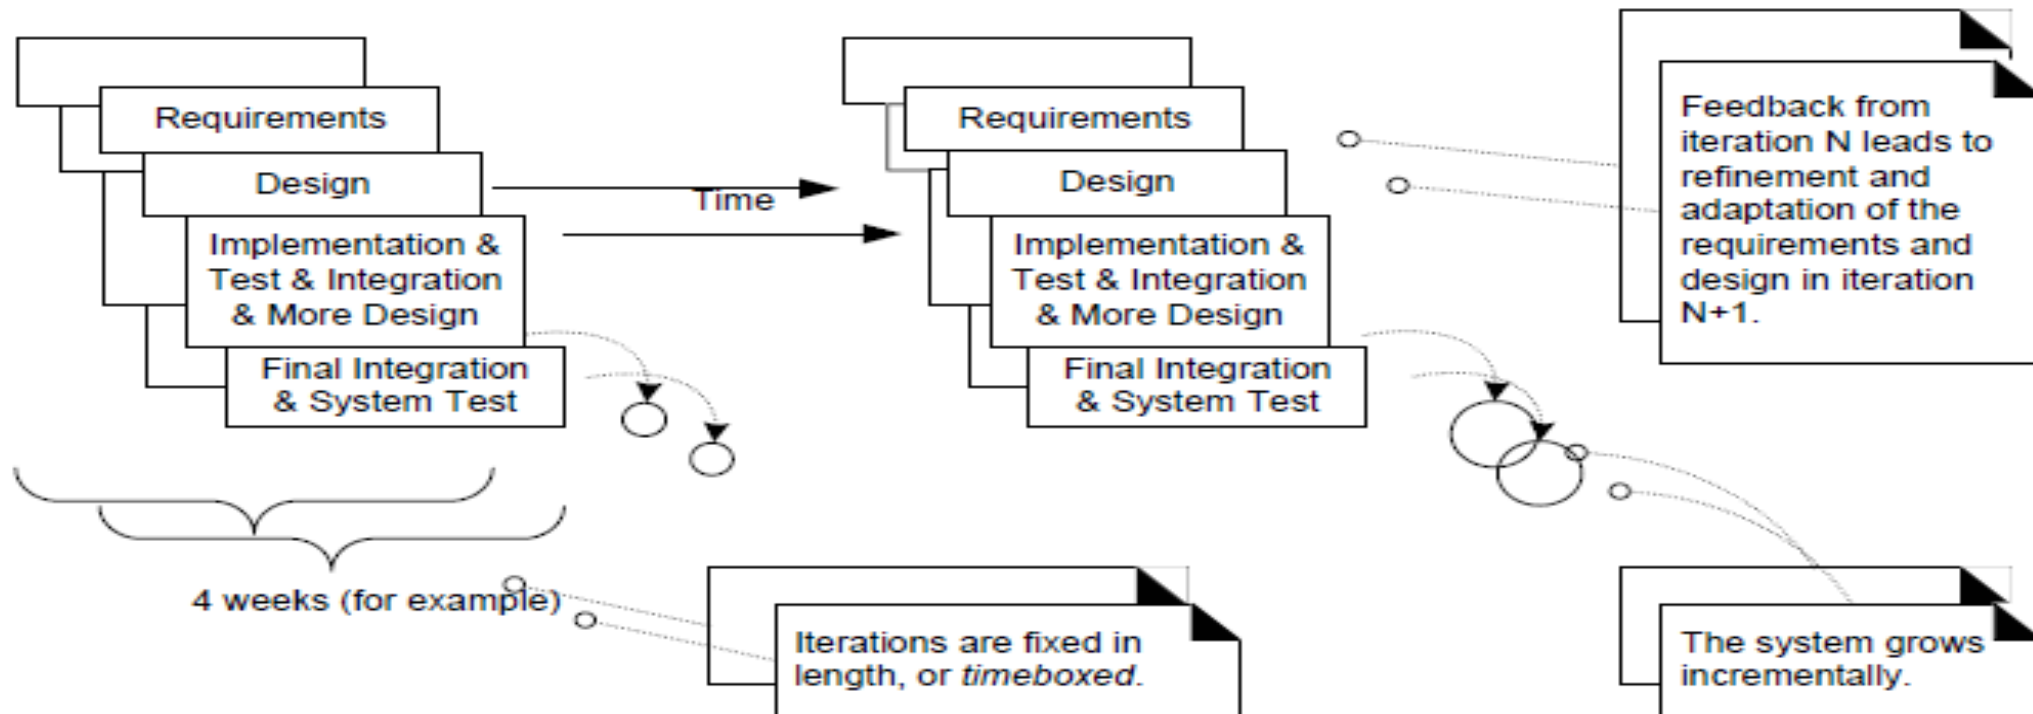 Requirements
Design
Implementation &
Test & Integration
& More Design
Final Integration
& System Test
4 weeks (for example)
Time
Requirements
Design
Implementation &
Test & Integration
& More Design
Final Integration
& System Test
Feedback from
iteration N leads to
refinement and
adaptation of the
requirements and
design in iteration
N+1.
Iterations are fixed in
length, or timeboxed.
The system grows
incrementally.